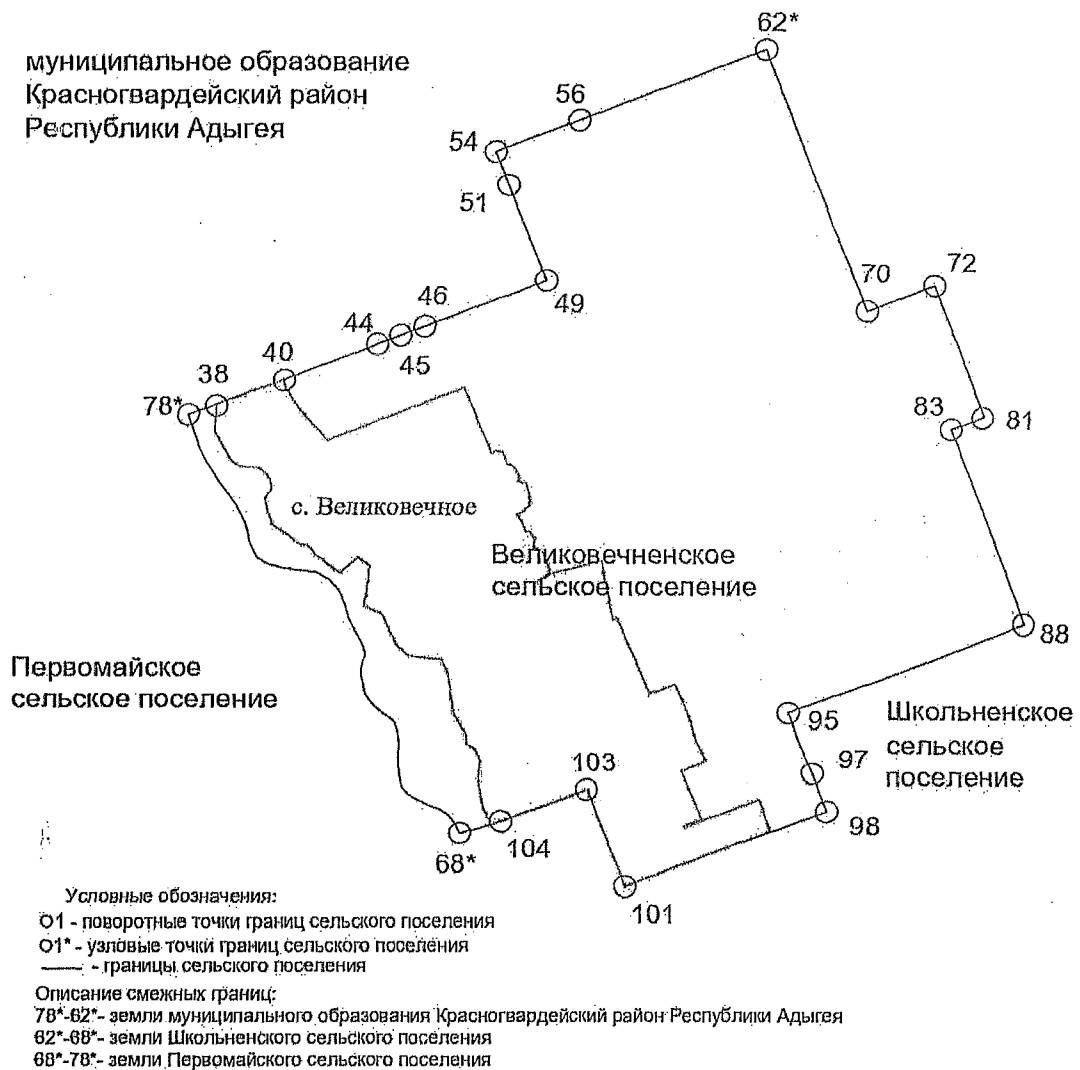 муниципальное образование
Красногвардейский район
Республики Адыгея
62*
56
54
51
49
46
44
45
40
38
78*
70
72
83
81
с. Великовечное
Великовечненское
сельское поселение
88
Первомайское
сельское поселение
95
Школьненское
сельское
поселение
97
98
103
104
68*
101
Условные обозначения:
О1 - поворотные точки границ сельского поселения
О1* - узловые точки границ сельского поселения
—— - границы сельского поселения
Описание смежных границ:
78*-62*- земли муниципального образования Красногвардейский район Республики Адыгея
62*-68*- земли Школьненского сельского поселения
68*-78*- земли Первомайского сельского поселения